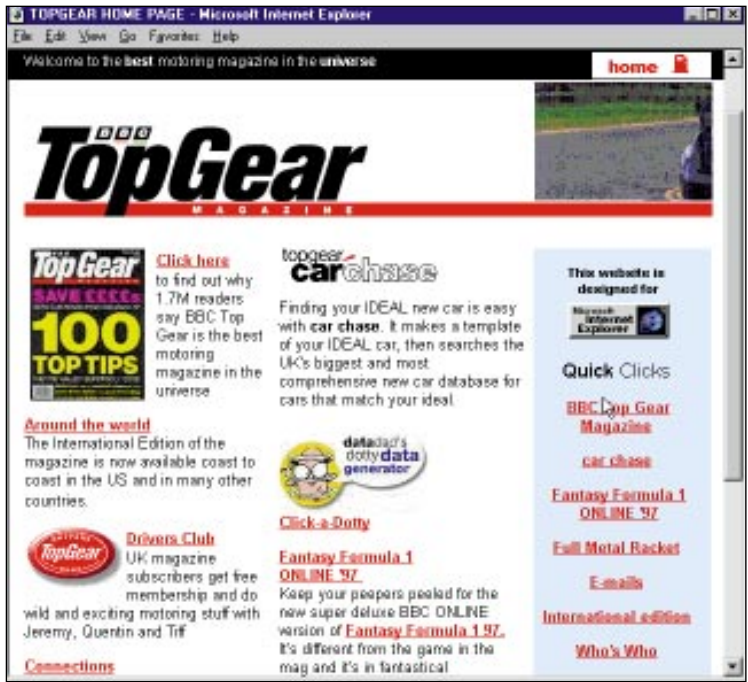 TOPGEAR HOME PAGE - Microsoft Internet Explorer
File Edit View Go Favorites Help
Welcome to the best motoring magazine in the universe
home
BBC
TopGear
MAGAZINE
Top Gear
SAVE ££££s
100
TOP TIPS
Click here
to find out why
1.7M readers
say BBC Top
Gear is the best
motoring
magazine in the
universe
Around the world
The International Edition of the
magazine is now available coast to
coast in the US and in many other
countries.
TopGear
Drivers Club
UK magazine
subscribers get free
membership and do
wild and exciting motoring stuff with
Jeremy, Quentin and Tiff
Connections
topgear
carchase
Finding your IDEAL new car is easy
with car chase. It makes a template
of your IDEAL car, then searches the
UK's biggest and most
comprehensive new car database for
cars that match your ideal.
datadad's
dottydata
generator
Click-a-Dotty
Fantasy Formula 1
ONLINE '97
Keep your peepers peeled for the
new super deluxe BBC ONLINE
version of Fantasy Formula 1 97.
It's different from the game in the
mag and it's in fantastical
This website is
designed for
Microsoft
Internet
Explorer
Quick Clicks
BBC Top Gear
Magazine
car chase
Fantasy Formula 1
ONLINE '97
Full Metal Racket
E-mails
International edition
Who's Who